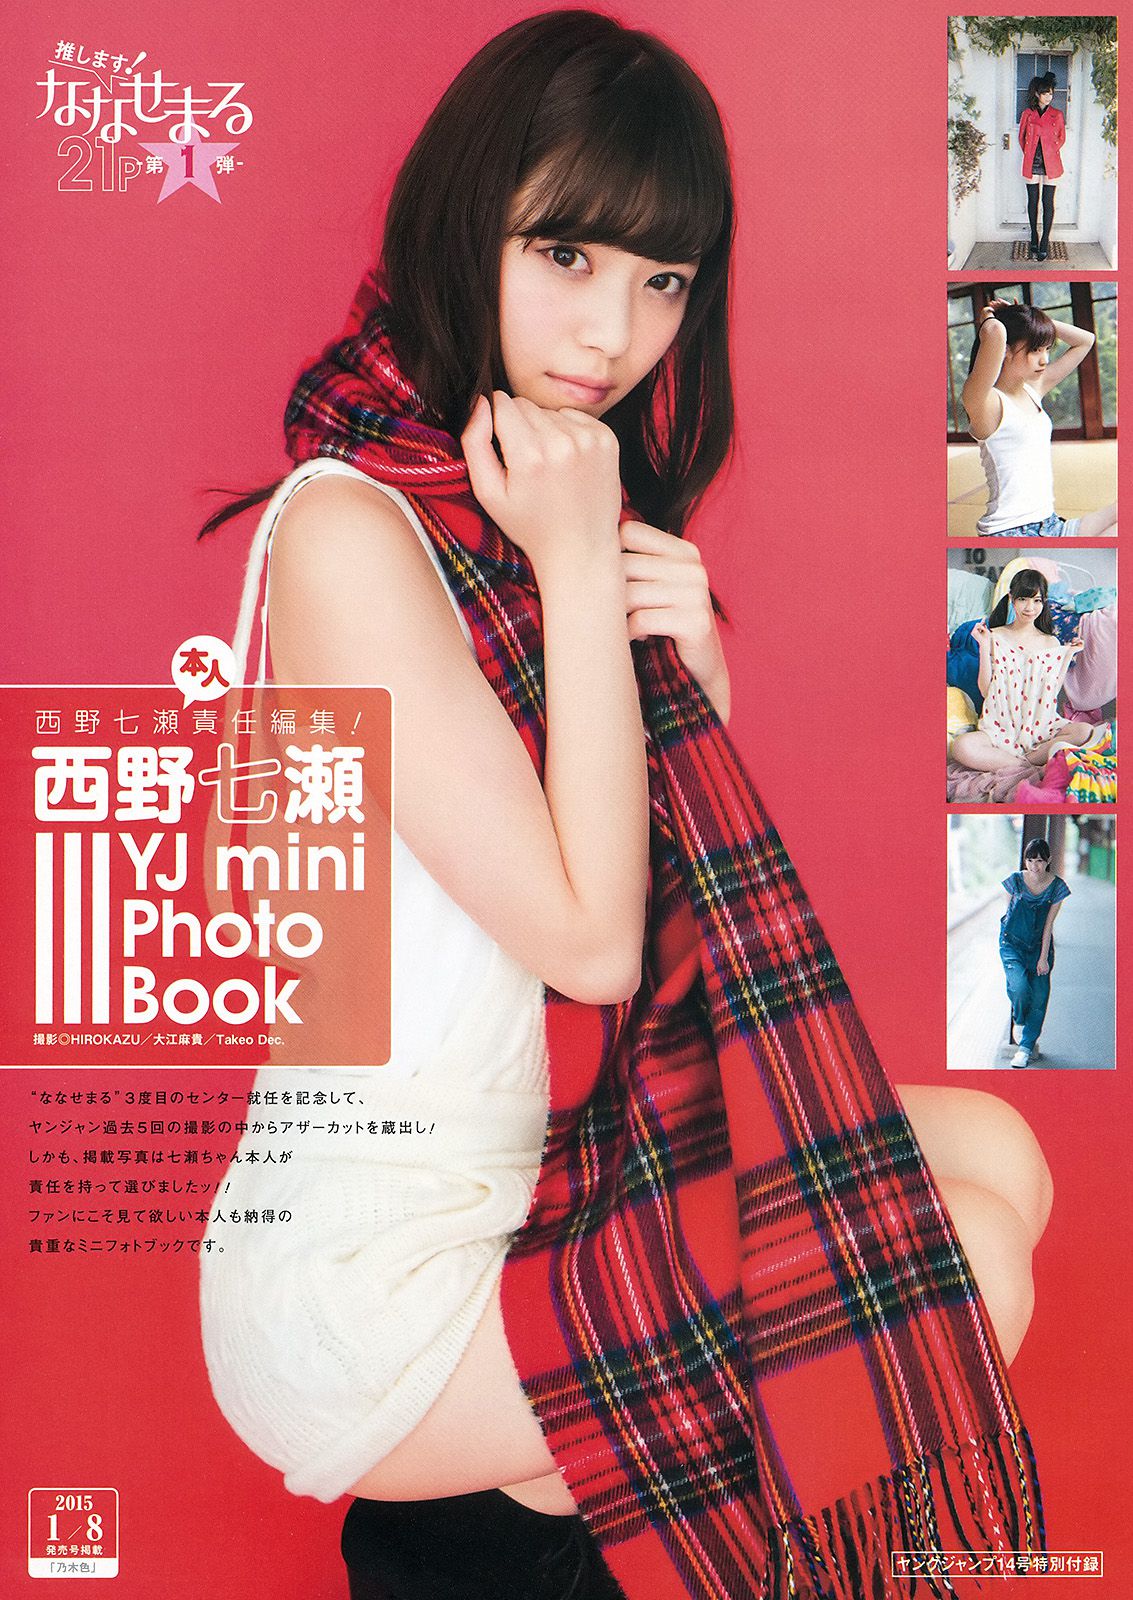 推します!
ななせまる
21P -第1弾-
本人
西野七瀬責任編集!
西野七瀬
YJ mini
Photo
Book
撮影◎HIROKAZU／大江麻貴／Takeo Dec.
“ななせまる”3度目のセンター就任を記念して、
ヤンジャン過去5回の撮影の中からアザーカットを蔵出し!
しかも、掲載写真は七瀬ちゃん本人が
責任を持って選びましたッ!!
ファンにこそ見て欲しい本人も納得の
貴重なミニフォトブックです。
2015
1/8
発売号掲載
「乃木色」
ヤングジャンプ14号特別付録